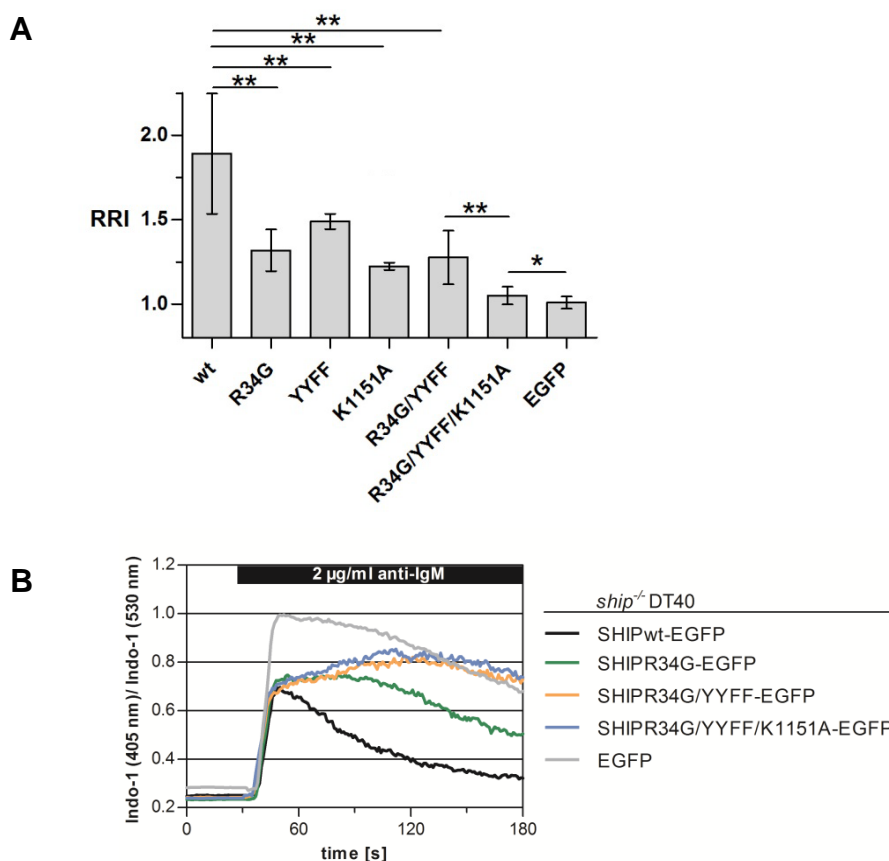 A
**
**
**
**
2.0
**
RRI 1.5
*
1.0
wt
R34G
YYFF
K1151A
R34G/YYFF
R34G/YYFF/K1151A
EGFP
B
Indo-1 (405 nm)/ Indo-1 (530 nm)
1.2
2 µg/ml anti-IgM
1.0
0.8
0.6
0.4
0.2
0 60 120 180
time [s]
ship-/- DT40
SHIPwt-EGFP
SHIPR34G-EGFP
SHIPR34G/YYFF-EGFP
SHIPR34G/YYFF/K1151A-EGFP
EGFP